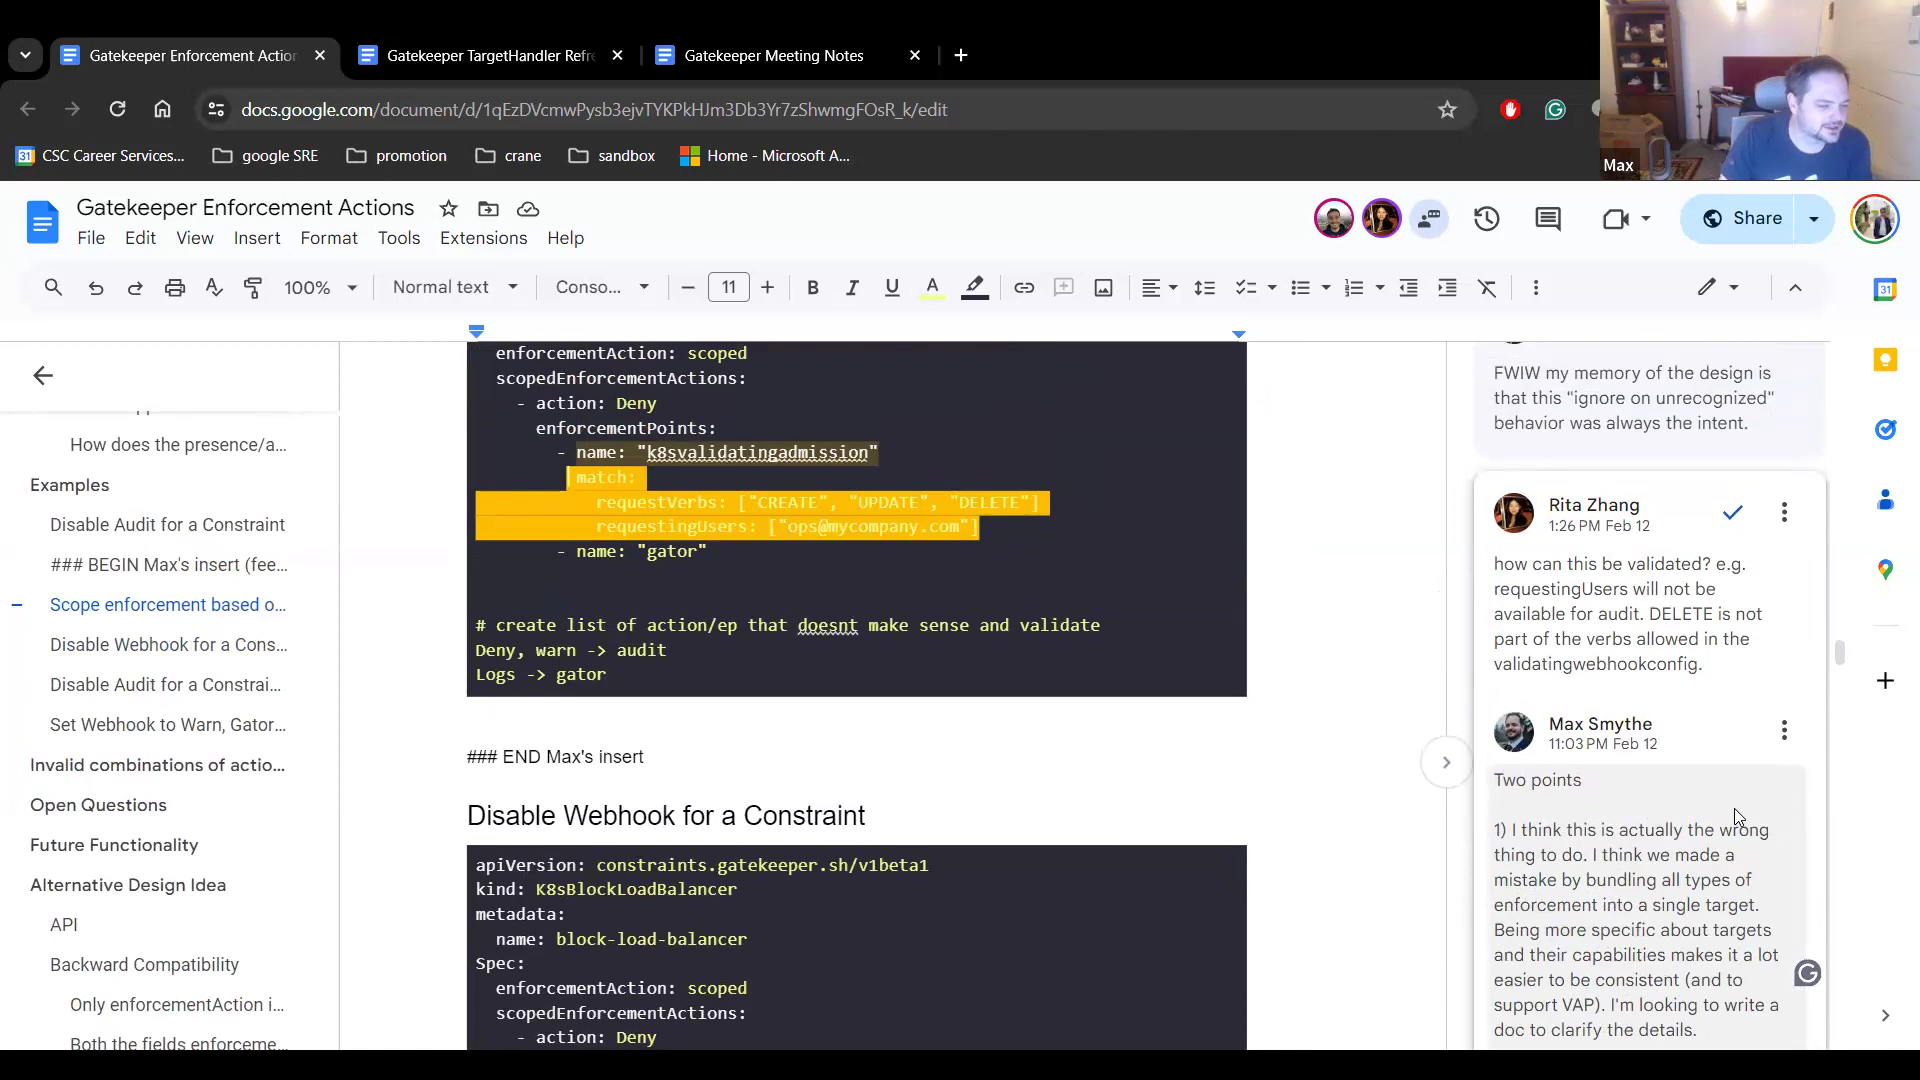 Gatekeeper Enforcement Action
Gatekeeper TargetHandler Refe
Gatekeeper Meeting Notes
docs.google.com/document/d/1qEzDVcmwPysb3ejvTYKPkHJm3Db3Yr7zShwmgFOsR_k/edit
CSC Career Services...
google SRE
promotion
crane
sandbox
Home - Microsoft A...
Max
Gatekeeper Enforcement Actions
File Edit View Insert Format Tools Extensions Help
Share
100%
Normal text
Conso...
11
How does the presence/a...
Examples
Disable Audit for a Constraint
### BEGIN Max's insert (fee...
Scope enforcement based o...
Disable Webhook for a Cons...
Disable Audit for a Constrai...
Set Webhook to Warn, Gator...
Invalid combinations of actio...
Open Questions
Future Functionality
Alternative Design Idea
API
Backward Compatibility
Only enforcementAction i...
Both the fields enforceme...
enforcementAction: scoped
scopedEnforcementActions:
- action: Deny
enforcementPoints:
- name: "k8svalidatingadmission"
match:
requestVerbs: ["CREATE", "UPDATE", "DELETE"]
requestingUsers: ["ops@mycompany.com"]
- name: "gator"
# create list of action/ep that doesnt make sense and validate
Deny, warn -> audit
Logs -> gator
### END Max's insert
Disable Webhook for a Constraint
apiVersion: constraints.gatekeeper.sh/v1beta1
kind: K8sBlockLoadBalancer
metadata:
name: block-load-balancer
Spec:
enforcementAction: scoped
scopedEnforcementActions:
- action: Deny
FWIW my memory of the design is
that this "ignore on unrecognized"
behavior was always the intent.
Rita Zhang
1:26 PM Feb 12
how can this be validated? e.g.
requestingUsers will not be
available for audit. DELETE is not
part of the verbs allowed in the
validatingwebhookconfig.
Max Smythe
11:03 PM Feb 12
Two points
1) I think this is actually the wrong
thing to do. I think we made a
mistake by bundling all types of
enforcement into a single target.
Being more specific about targets
and their capabilities makes it a lot
easier to be consistent (and to
support VAP). I'm looking to write a
doc to clarify the details.